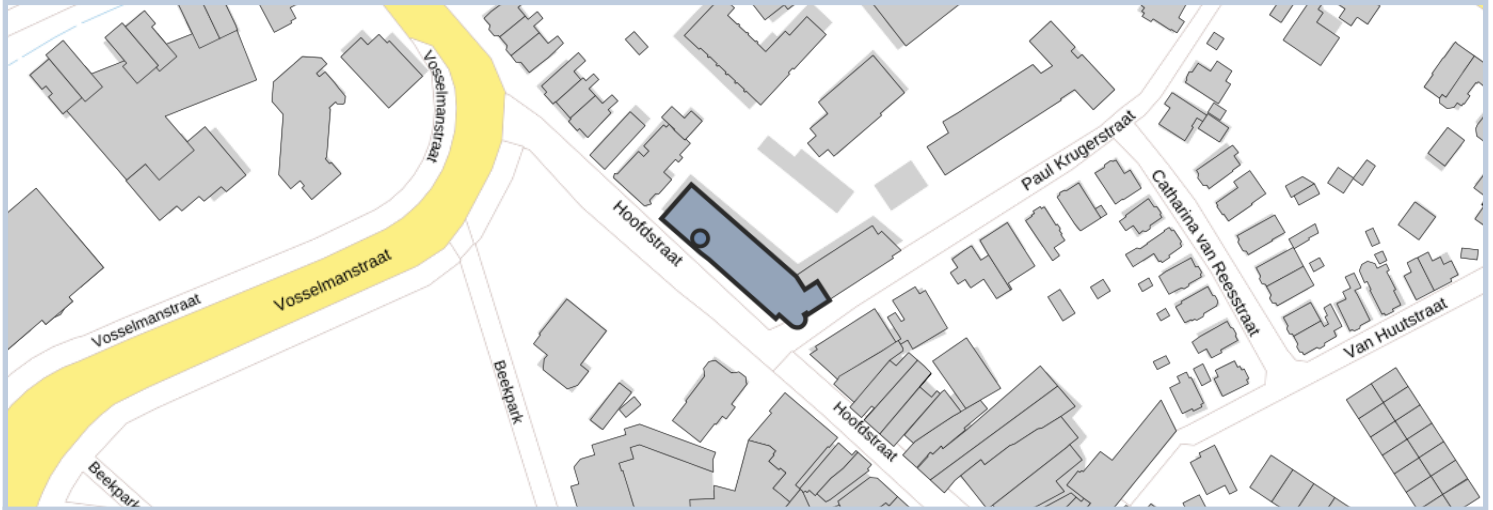 Vosselmanstraat
Paul Krugerstraat
Catharina van Reesstraat
Hoofdstraat
Vosselmanstraat
Vosselmanstraat
Van Huutstraat
Beekpark
Hoofdstraat
Beekpark